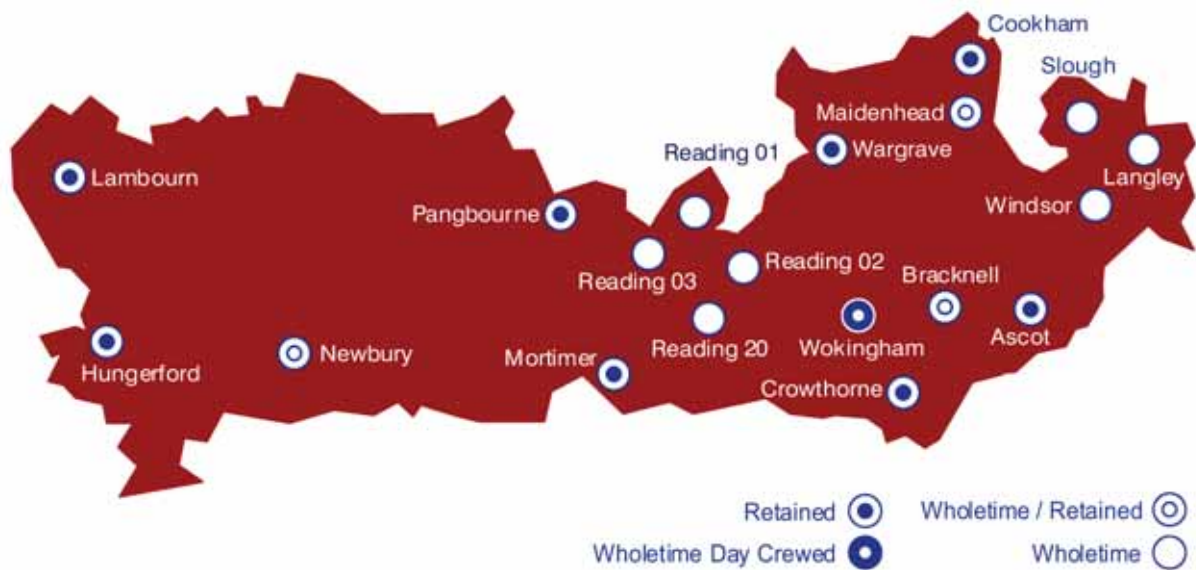 Cookham
Slough
Maidenhead
Wargrave
Reading 01
Langley
Lambourn
Pangbourne
Windsor
Reading 03
Reading 02
Bracknell
Hungerford
Newbury
Mortimer
Reading 20
Wokingham
Ascot
Crowthorne
Retained
Wholetime / Retained
Wholetime Day Crewed
Wholetime